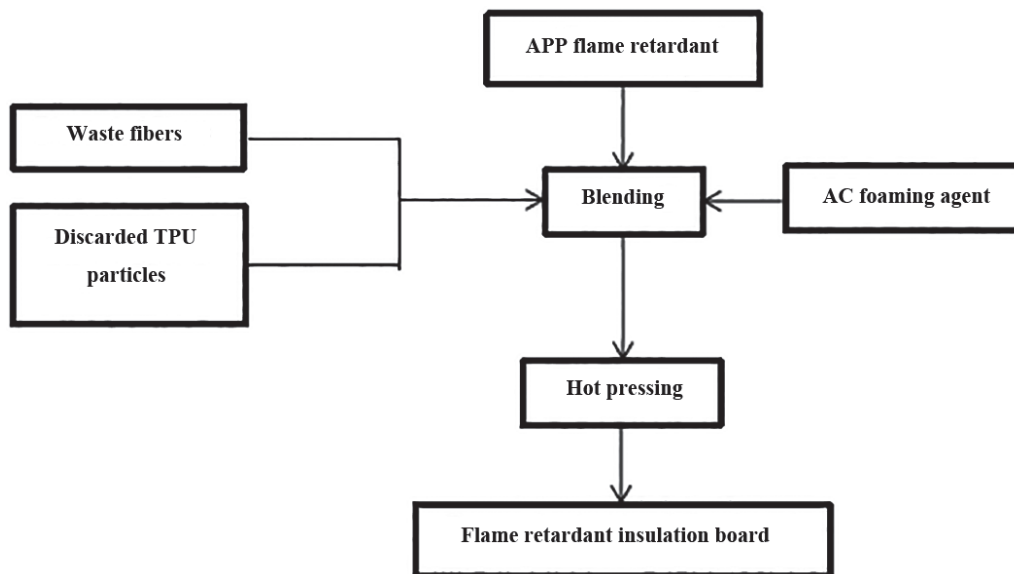 APP flame retardant
Waste fibers
Blending
AC foaming agent
Discarded TPU
particles
Hot pressing
Flame retardant insulation board